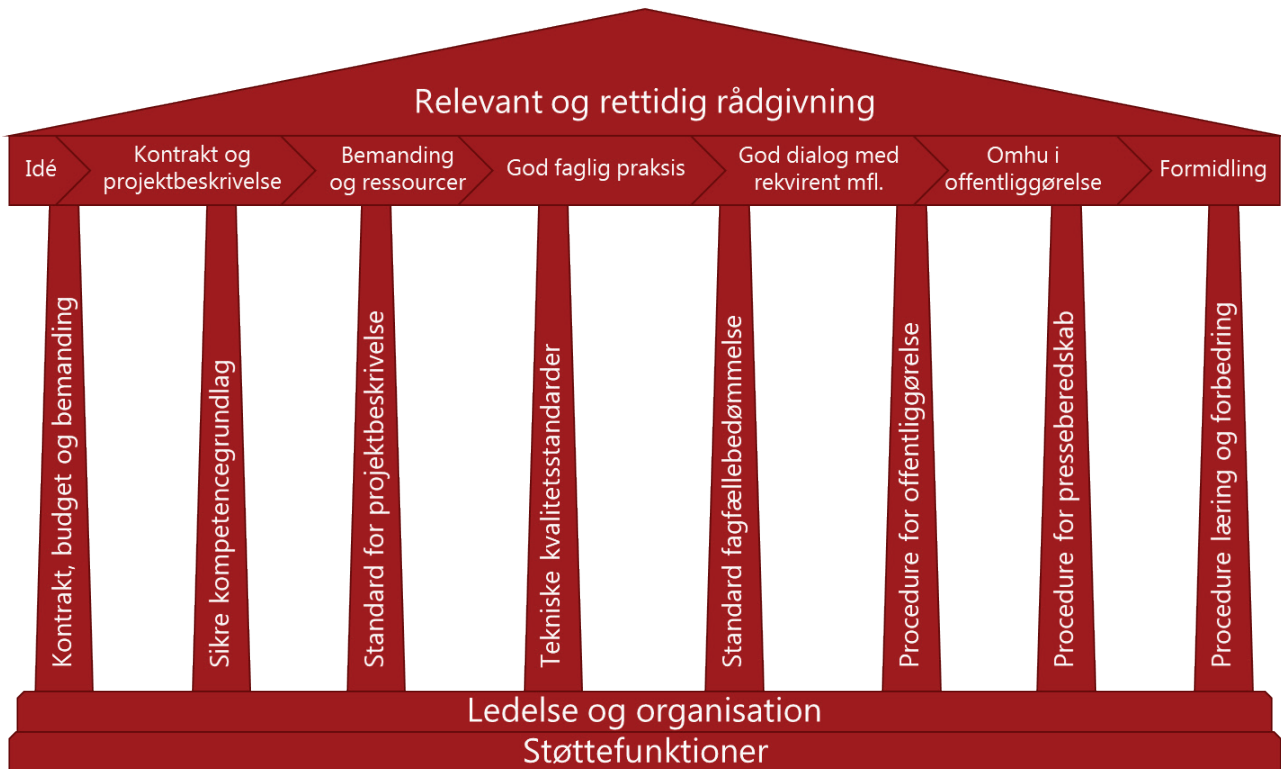 Relevant og rettidig rådgivning
Idé
Kontrakt og
projektbeskrivelse
Bemanding
og ressourcer
God faglig praksis
God dialog med
rekvirent mfl.
Omhu i
offentliggørelse
Formidling
Kontrakt, budget og bemanding
Sikre kompetencegrundlag
Standard for projektbeskrivelse
Tekniske kvalitetsstandarder
Standard fagfællebedømmelse
Procedure for offentliggørelse
Procedure for presseberedskab
Procedure læring og forbedring
Ledelse og organisation
Støttefunktioner